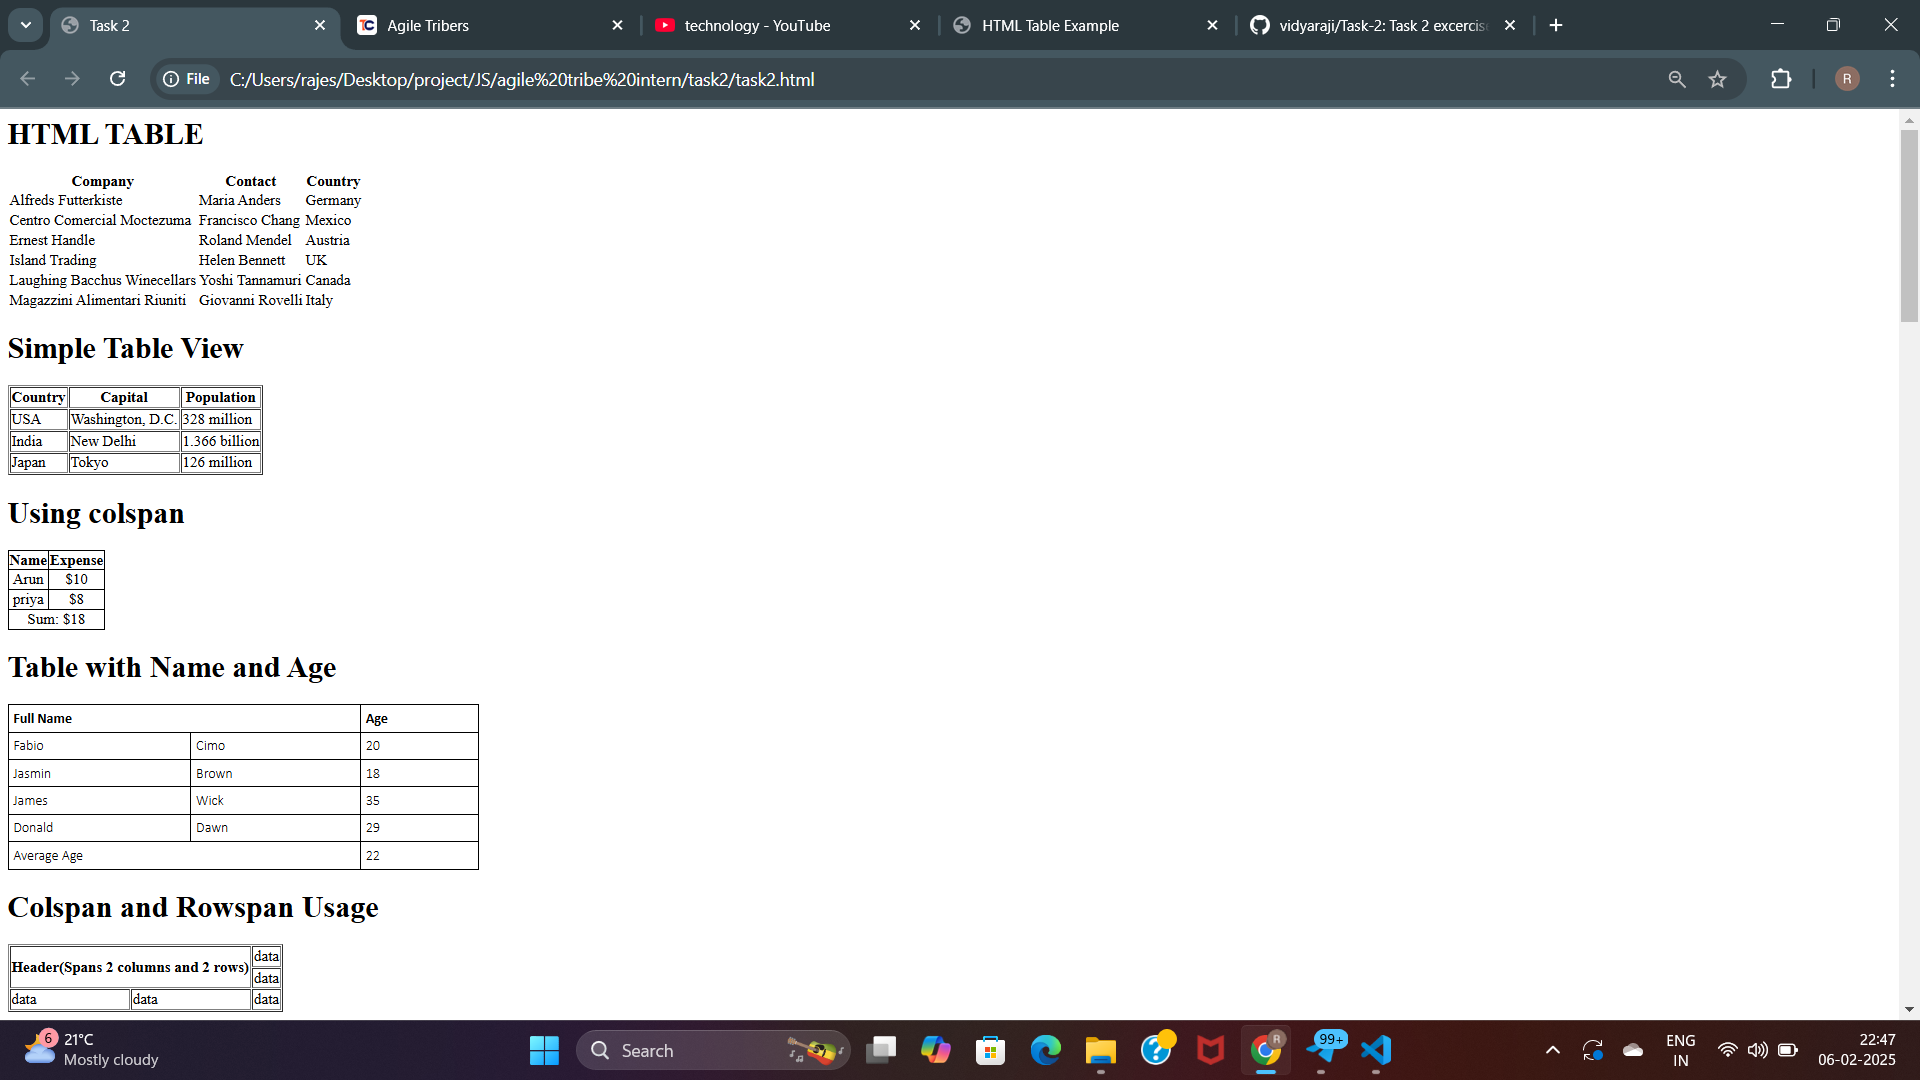 Task 2
Agile Tribers
technology - YouTube
HTML Table Example
vidyaraji/Task-2: Task 2 excercise
File C:/Users/rajes/Desktop/project/JS/agile%20tribe%20intern/task2/task2.html
R
HTML TABLE
Company Contact Country
Alfreds Futterkiste Maria Anders Germany
Centro Comercial Moctezuma Francisco Chang Mexico
Ernest Handle Roland Mendel Austria
Island Trading Helen Bennett UK
Laughing Bacchus Winecellars Yoshi Tannamuri Canada
Magazzini Alimentari Riuniti Giovanni Rovelli Italy
Simple Table View
Country Capital Population
USA Washington, D.C. 328 million
India New Delhi 1.366 billion
Japan Tokyo 126 million
Using colspan
Name Expense
Arun $10
priya $8
Sum: $18
Table with Name and Age
Full Name Age
Fabio Cimo 20
Jasmin Brown 18
James Wick 35
Donald Dawn 29
Average Age 22
Colspan and Rowspan Usage
Header(Spans 2 columns and 2 rows) data
data
data data data
6
21°C
Mostly cloudy
Search
R
99+
ENG
IN
22:47
06-02-2025